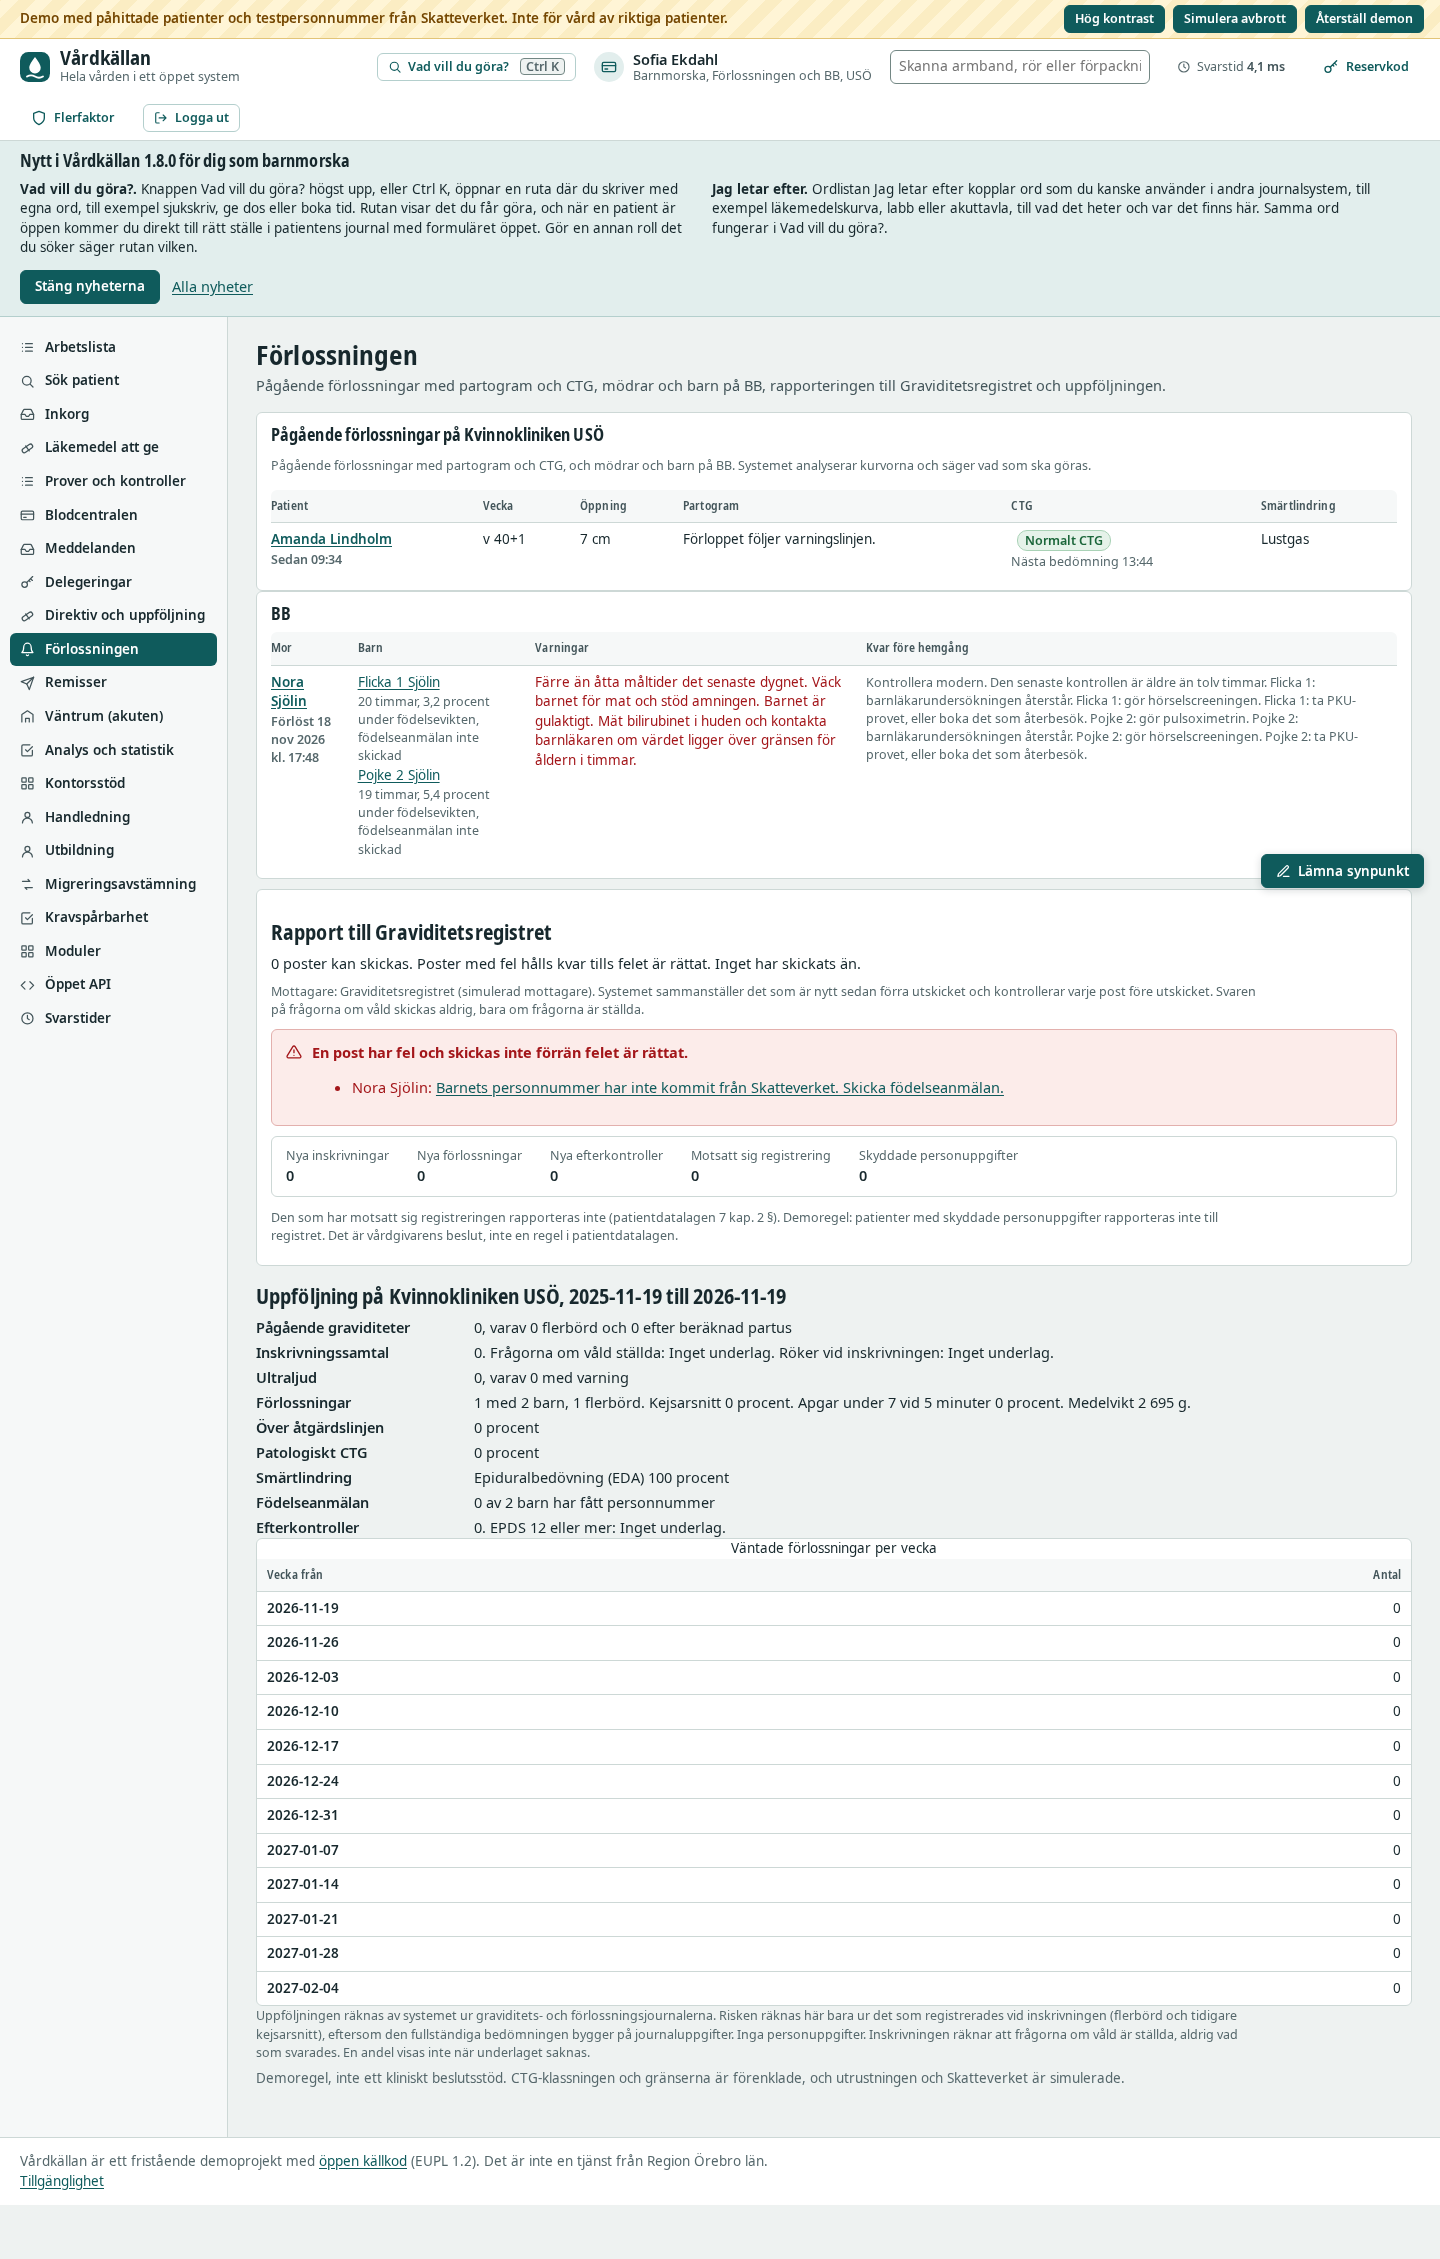 Demo med påhittade patienter och testpersonnummer från Skatteverket. Inte för vård av riktiga patienter.
Hög kontrast
Simulera avbrott
Återställ demon
Vårdkällan
Hela vården i ett öppet system
Vad vill du göra? Ctrl K
Sofia Ekdahl
Barnmorska, Förlossningen och BB, USÖ
Skanna armband, rör eller förpackni
Svarstid 4,1 ms
Reservkod
Flerfaktor
Logga ut
Nytt i Vårdkällan 1.8.0 för dig som barnmorska
Vad vill du göra?. Knappen Vad vill du göra? högst upp, eller Ctrl K, öppnar en ruta där du skriver med
egna ord, till exempel sjukskriv, ge dos eller boka tid. Rutan visar det du får göra, och när en patient är
öppen kommer du direkt till rätt ställe i patientens journal med formuläret öppet. Gör en annan roll det
du söker säger rutan vilken.
Jag letar efter. Ordlistan Jag letar efter kopplar ord som du kanske använder i andra journalsystem, till
exempel läkemedelskurva, labb eller akuttavla, till vad det heter och var det finns här. Samma ord
fungerar i Vad vill du göra?.
Stäng nyheterna
Alla nyheter
Arbetslista
Sök patient
Inkorg
Läkemedel att ge
Prover och kontroller
Blodcentralen
Meddelanden
Delegeringar
Direktiv och uppföljning
Förlossningen
Remisser
Väntrum (akuten)
Analys och statistik
Kontorsstöd
Handledning
Utbildning
Migreringsavstämning
Kravspårbarhet
Moduler
Öppet API
Svarstider
Förlossningen
Pågående förlossningar med partogram och CTG, mödrar och barn på BB, rapporteringen till Graviditetsregistret och uppföljningen.
Pågående förlossningar på Kvinnokliniken USÖ
Pågående förlossningar med partogram och CTG, och mödrar och barn på BB. Systemet analyserar kurvorna och säger vad som ska göras.
Patient Vecka Öppning Partogram CTG Smärtlindring
Amanda Lindholm v 40+1 7 cm Förloppet följer varningslinjen. Normalt CTG Lustgas
Sedan 09:34 Nästa bedömning 13:44
BB
Mor Barn Varningar Kvar före hemgång
Nora
Sjölin
Förlöst 18
nov 2026
kl. 17:48
Flicka 1 Sjölin
20 timmar, 3,2 procent
under födelsevikten,
födelseanmälan inte
skickad
Pojke 2 Sjölin
19 timmar, 5,4 procent
under födelsevikten,
födelseanmälan inte
skickad
Färre än åtta måltider det senaste dygnet. Väck
barnet för mat och stöd amningen. Barnet är
gulaktigt. Mät bilirubinet i huden och kontakta
barnläkaren om värdet ligger över gränsen för
åldern i timmar.
Kontrollera modern. Den senaste kontrollen är äldre än tolv timmar. Flicka 1:
barnläkarundersökningen återstår. Flicka 1: gör hörselscreeningen. Flicka 1: ta PKU-
provet, eller boka det som återbesök. Pojke 2: gör pulsoximetrin. Pojke 2:
barnläkarundersökningen återstår. Pojke 2: gör hörselscreeningen. Pojke 2: ta PKU-
provet, eller boka det som återbesök.
Lämna synpunkt
Rapport till Graviditetsregistret
0 poster kan skickas. Poster med fel hålls kvar tills felet är rättat. Inget har skickats än.
Mottagare: Graviditetsregistret (simulerad mottagare). Systemet sammanställer det som är nytt sedan förra utskicket och kontrollerar varje post före utskicket. Svaren
på frågorna om våld skickas aldrig, bara om frågorna är ställda.
En post har fel och skickas inte förrän felet är rättat.
• Nora Sjölin: Barnets personnummer har inte kommit från Skatteverket. Skicka födelseanmälan.
Nya inskrivningar Nya förlossningar Nya efterkontroller Motsatt sig registrering Skyddade personuppgifter
0 0 0 0 0
Den som har motsatt sig registreringen rapporteras inte (patientdatalagen 7 kap. 2 §). Demoregel: patienter med skyddade personuppgifter rapporteras inte till
registret. Det är vårdgivarens beslut, inte en regel i patientdatalagen.
Uppföljning på Kvinnokliniken USÖ, 2025-11-19 till 2026-11-19
Pågående graviditeter 0, varav 0 flerbörd och 0 efter beräknad partus
Inskrivningssamtal 0. Frågorna om våld ställda: Inget underlag. Röker vid inskrivningen: Inget underlag.
Ultraljud 0, varav 0 med varning
Förlossningar 1 med 2 barn, 1 flerbörd. Kejsarsnitt 0 procent. Apgar under 7 vid 5 minuter 0 procent. Medelvikt 2 695 g.
Över åtgärdslinjen 0 procent
Patologiskt CTG 0 procent
Smärtlindring Epiduralbedövning (EDA) 100 procent
Födelseanmälan 0 av 2 barn har fått personnummer
Efterkontroller 0. EPDS 12 eller mer: Inget underlag.
Väntade förlossningar per vecka
Vecka från Antal
2026-11-19 0
2026-11-26 0
2026-12-03 0
2026-12-10 0
2026-12-17 0
2026-12-24 0
2026-12-31 0
2027-01-07 0
2027-01-14 0
2027-01-21 0
2027-01-28 0
2027-02-04 0
Uppföljningen räknas av systemet ur graviditets- och förlossningsjournalerna. Risken räknas här bara ur det som registrerades vid inskrivningen (flerbörd och tidigare
kejsarsnitt), eftersom den fullständiga bedömningen bygger på journaluppgifter. Inga personuppgifter. Inskrivningen räknar att frågorna om våld är ställda, aldrig vad
som svarades. En andel visas inte när underlaget saknas.
Demoregel, inte ett kliniskt beslutsstöd. CTG-klassningen och gränserna är förenklade, och utrustningen och Skatteverket är simulerade.
Vårdkällan är ett fristående demoprojekt med öppen källkod (EUPL 1.2). Det är inte en tjänst från Region Örebro län.
Tillgänglighet